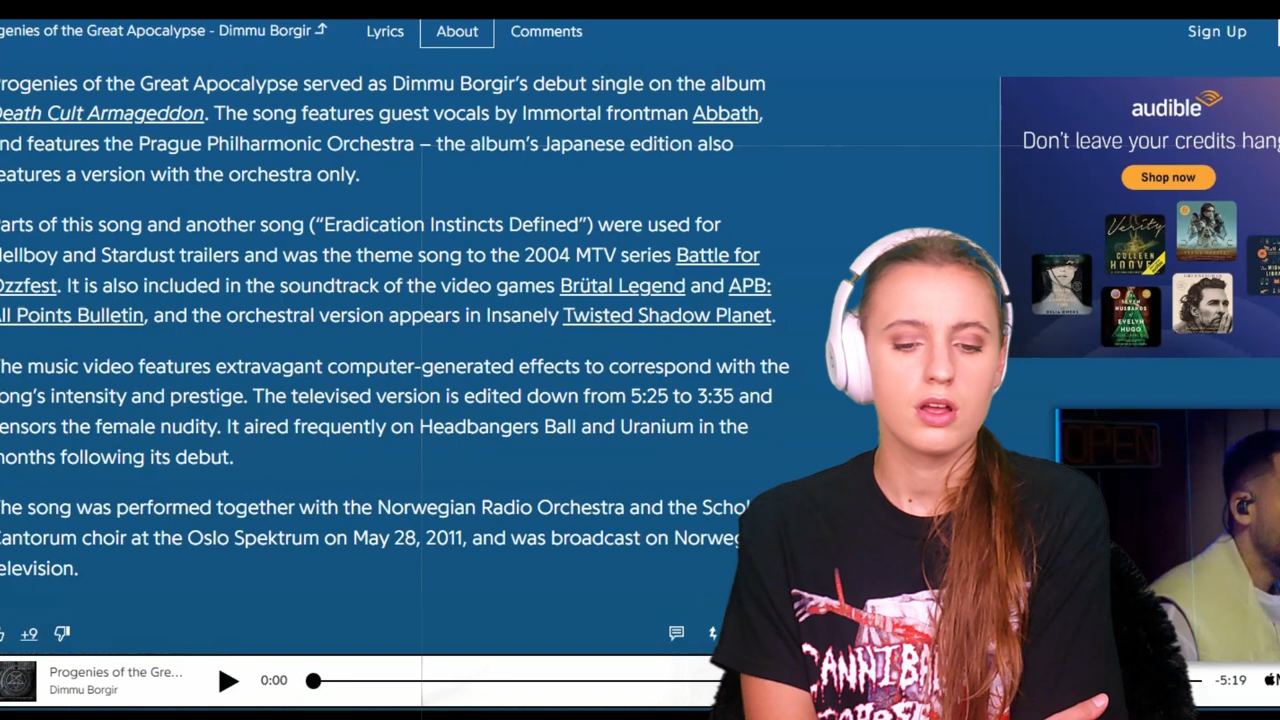 genies of the Great Apocalypse - Dimmu Borgir
Lyrics
About
Comments
Sign Up
rogenies of the Great Apocalypse served as Dimmu Borgir's debut single on the album
Death Cult Armageddon. The song features guest vocals by Immortal frontman Abbath,
nd features the Prague Philharmonic Orchestra – the album's Japanese edition also
eatures a version with the orchestra only.
arts of this song and another song ("Eradication Instincts Defined") were used for
Hellboy and Stardust trailers and was the theme song to the 2004 MTV series Battle for
Ozzfest. It is also included in the soundtrack of the video games Brütal Legend and APB:
ll Points Bulletin, and the orchestral version appears in Insanely Twisted Shadow Planet.
he music video features extravagant computer-generated effects to correspond with the
ong's intensity and prestige. The televised version is edited down from 5:25 to 3:35 and
ensors the female nudity. It aired frequently on Headbangers Ball and Uranium in the
months following its debut.
he song was performed together with the Norwegian Radio Orchestra and the Schol
Cantorum choir at the Oslo Spektrum on May 28, 2011, and was broadcast on Norweg
elevision.
+9
Progenies of the Gre...
Dimmu Borgir
0:00
-5:19
audible
Don't leave your credits hang
Shop now
Verity
COLLEEN
HOOVER
EVELYN
HUGO
OPEN
CANNIBAL
CORPSE